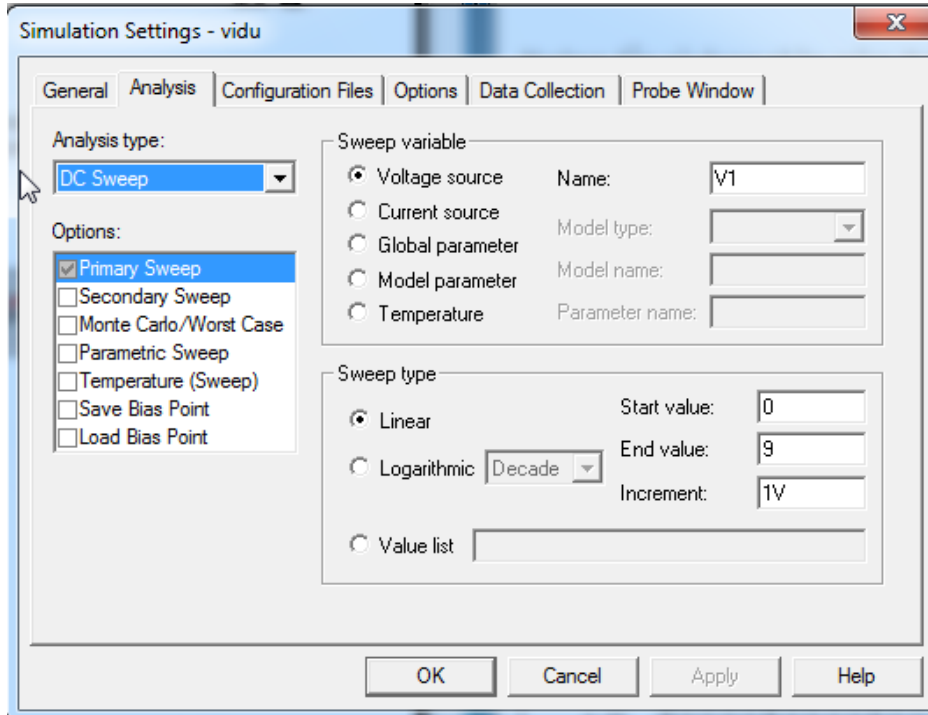 Simulation Settings - vidu
General
Analysis
Configuration Files
Options
Data Collection
Probe Window
Analysis type:
DC Sweep
Options:
Primary Sweep
Secondary Sweep
Monte Carlo/Worst Case
Parametric Sweep
Temperature (Sweep)
Save Bias Point
Load Bias Point
Sweep variable
Voltage source
Current source
Global parameter
Model parameter
Temperature
Name:
V1
Model type:
Model name:
Parameter name:
Sweep type
Linear
Logarithmic
Decade
Value list
Start value:
0
End value:
9
Increment:
1V
OK
Cancel
Apply
Help